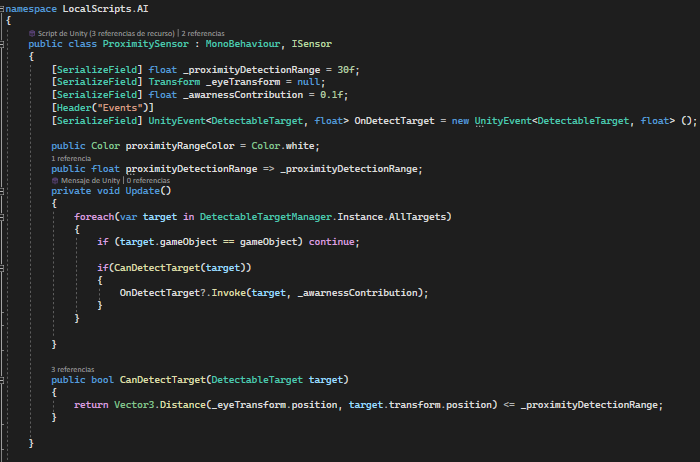 namespace LocalScripts.AI
{
Script de Unity (3 referencias de recurso) | 2 referencias
public class ProximitySensor : MonoBehaviour, ISensor
{
[SerializeField] float _proximityDetectionRange = 30f;
[SerializeField] Transform _eyeTransform = null;
[SerializeField] float _awarnessContribution = 0.1f;
[Header("Events")]
[SerializeField] UnityEvent<DetectableTarget, float> OnDetectTarget = new UnityEvent<DetectableTarget, float> ();
public Color proximityRangeColor = Color.white;
1 referencia
public float proximityDetectionRange => _proximityDetectionRange;
Mensaje de Unity | 0 referencias
private void Update()
{
foreach(var target in DetectableTargetManager.Instance.AllTargets)
{
if (target.gameObject == gameObject) continue;
if(CanDetectTarget(target))
{
OnDetectTarget?.Invoke(target, _awarnessContribution);
}
}
}
3 referencias
public bool CanDetectTarget(DetectableTarget target)
{
return Vector3.Distance(_eyeTransform.position, target.transform.position) <= _proximityDetectionRange;
}
}